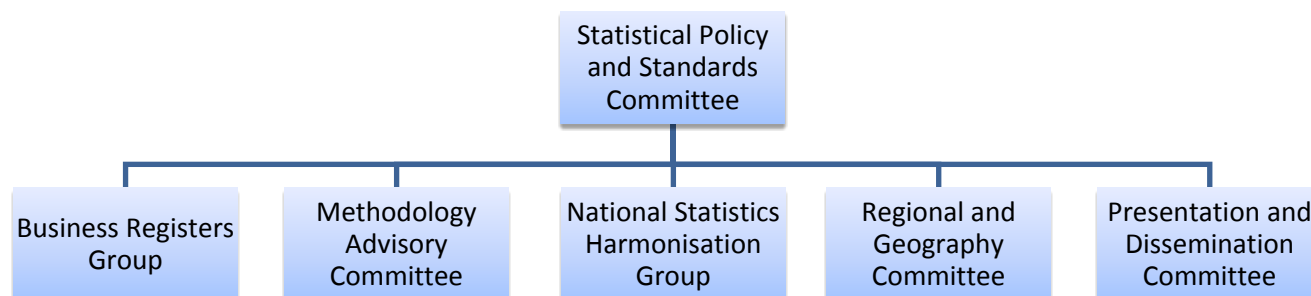 Statistical Policy
and Standards
Committee
Business Registers
Group
Methodology
Advisory
Committee
National Statistics
Harmonisation
Group
Regional and
Geography
Committee
Presentation and
Dissemination
Committee